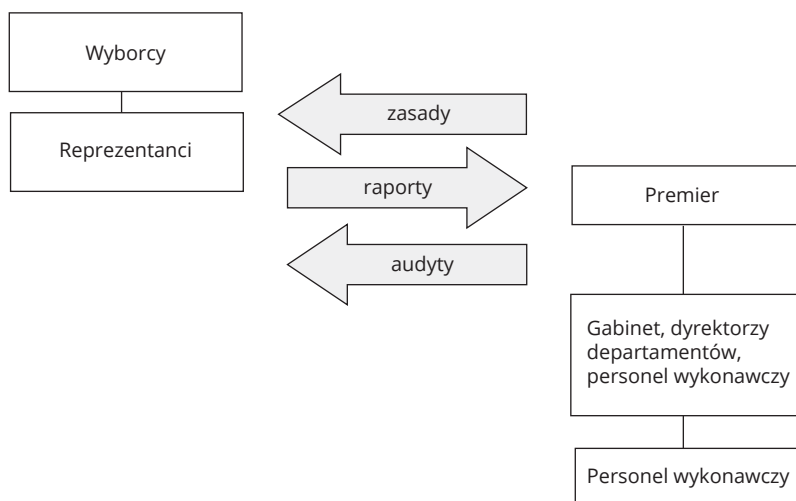 Wyborcy
Reprezentanci
zasady
raporty
audyty
Premier
Gabinet, dyrektorzy
departamentów,
personel wykonawczy
Personel wykonawczy